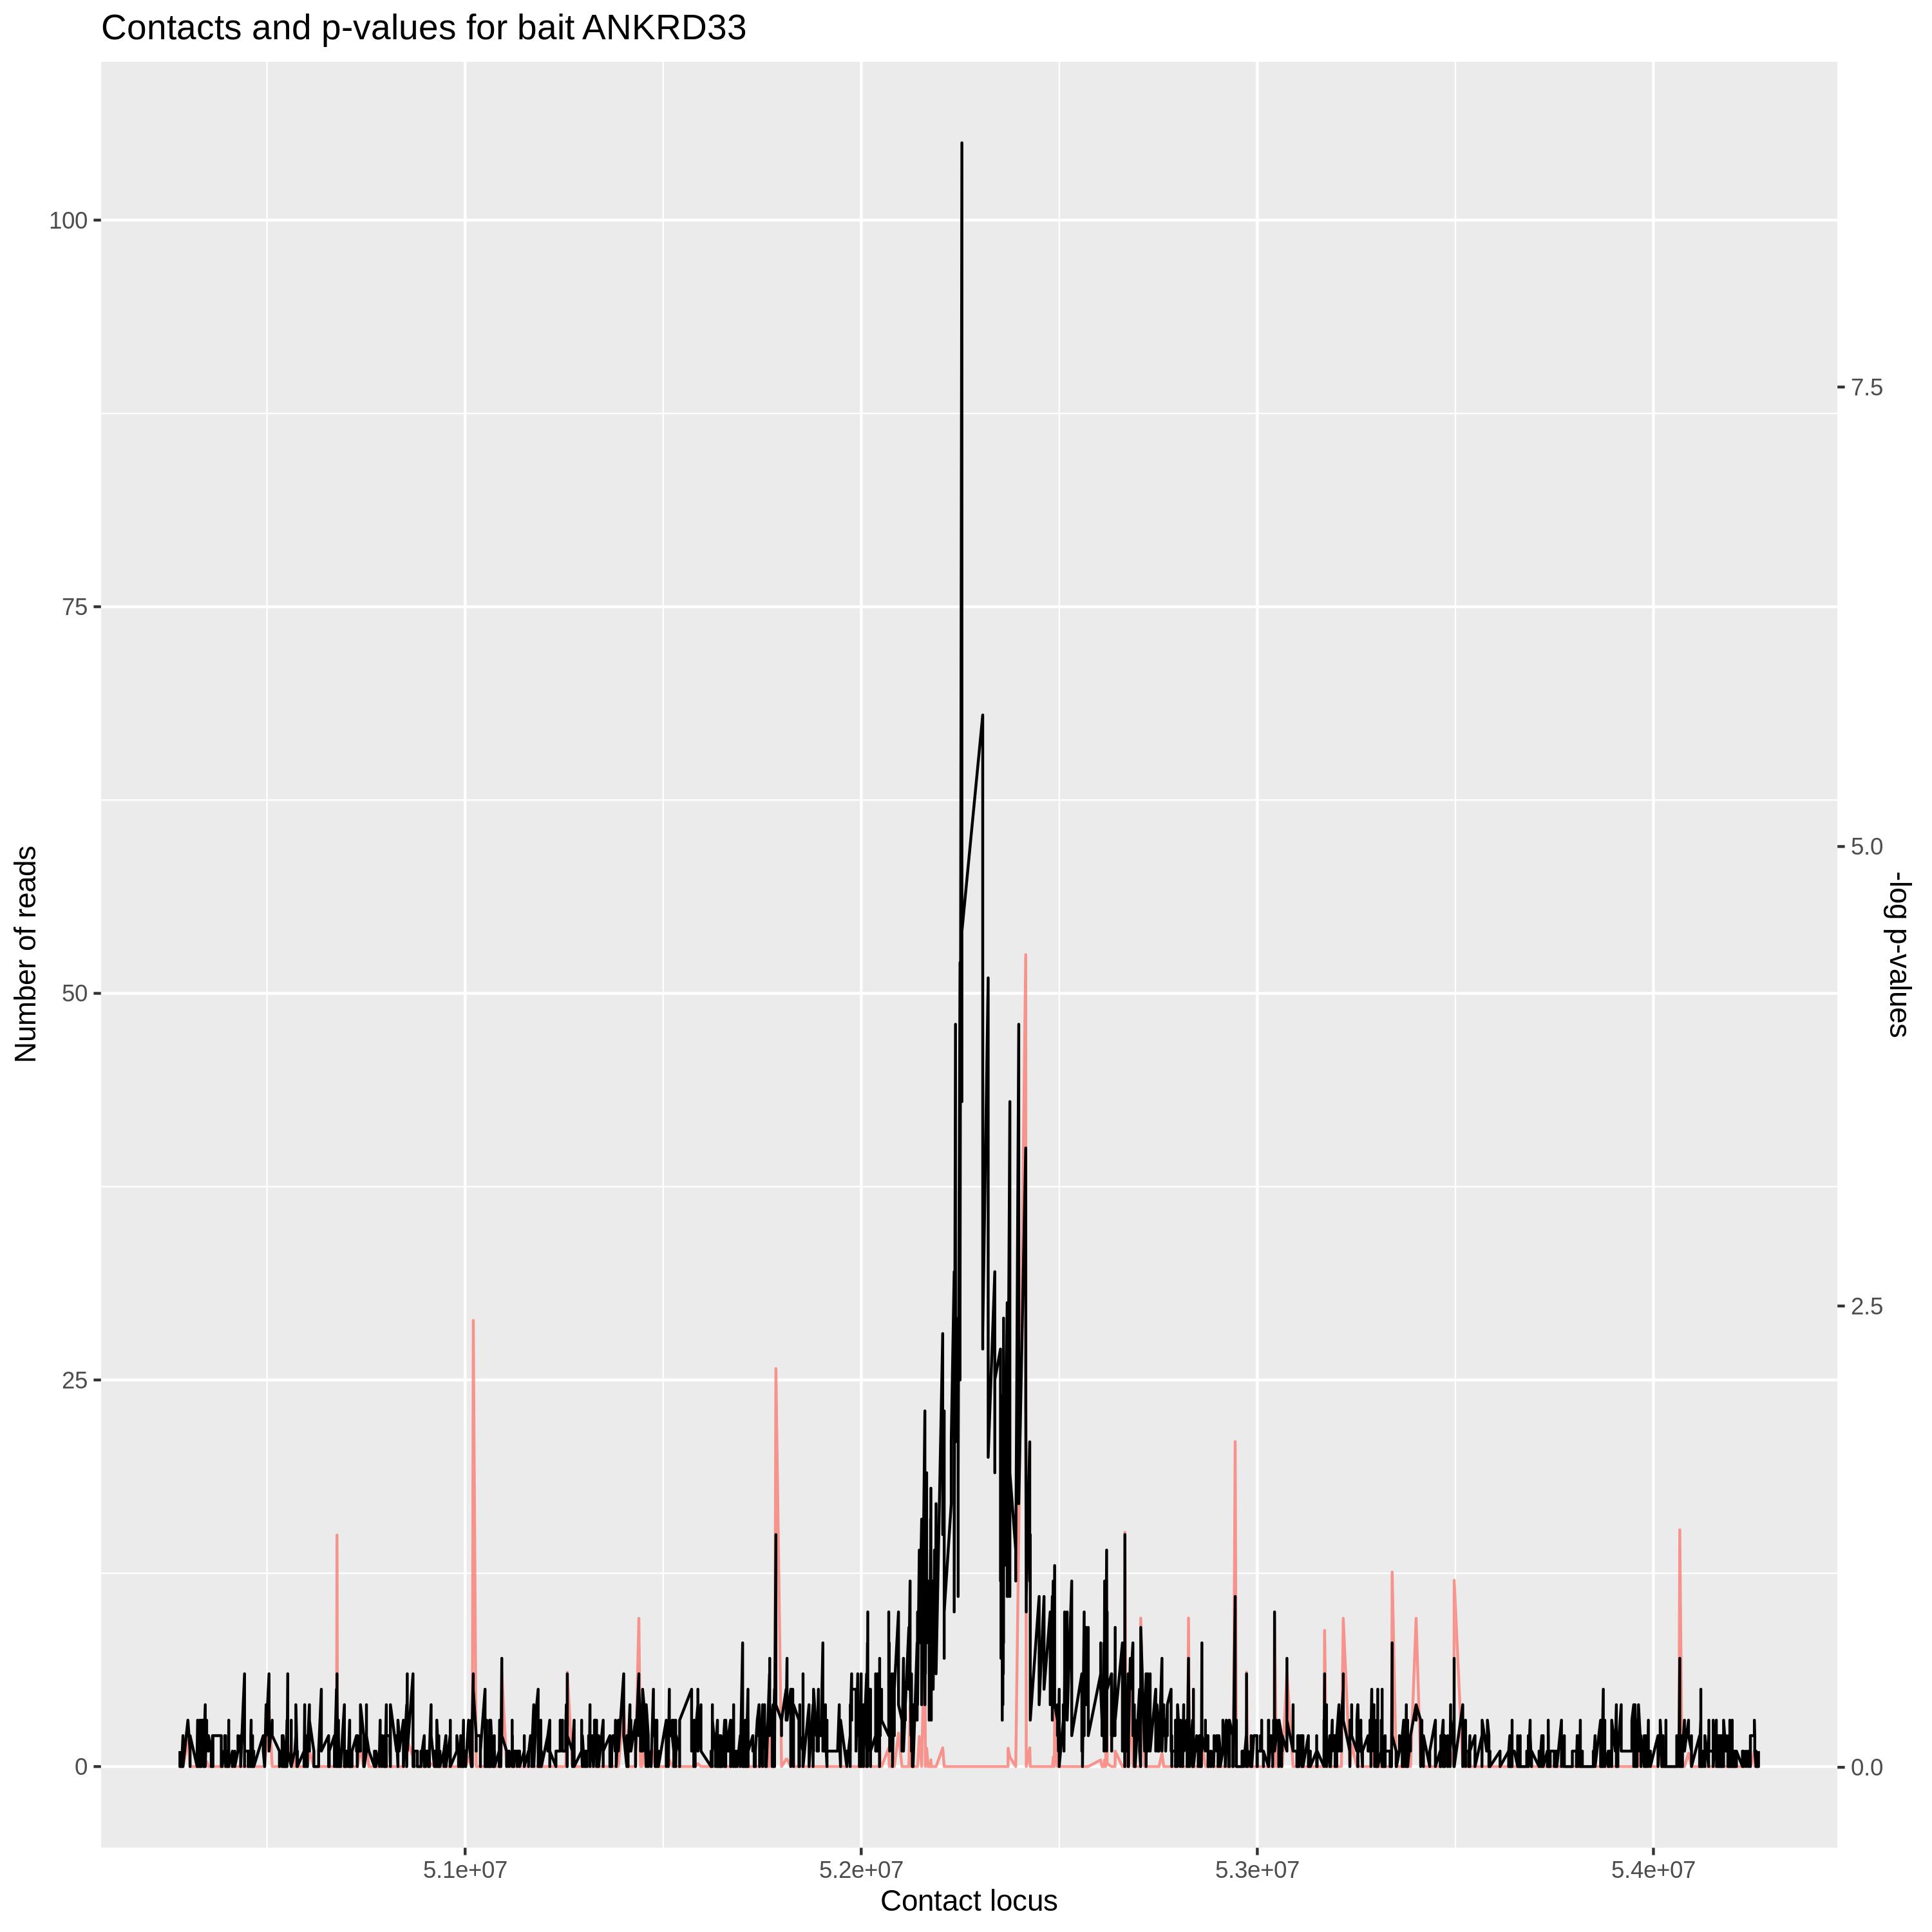 Contacts and p-values for bait ANKRD33
100
75
50
25
0
Number of reads
7.5
5.0
2.5
0.0
-log p-values
5.1e+07
5.2e+07
5.3e+07
5.4e+07
Contact locus